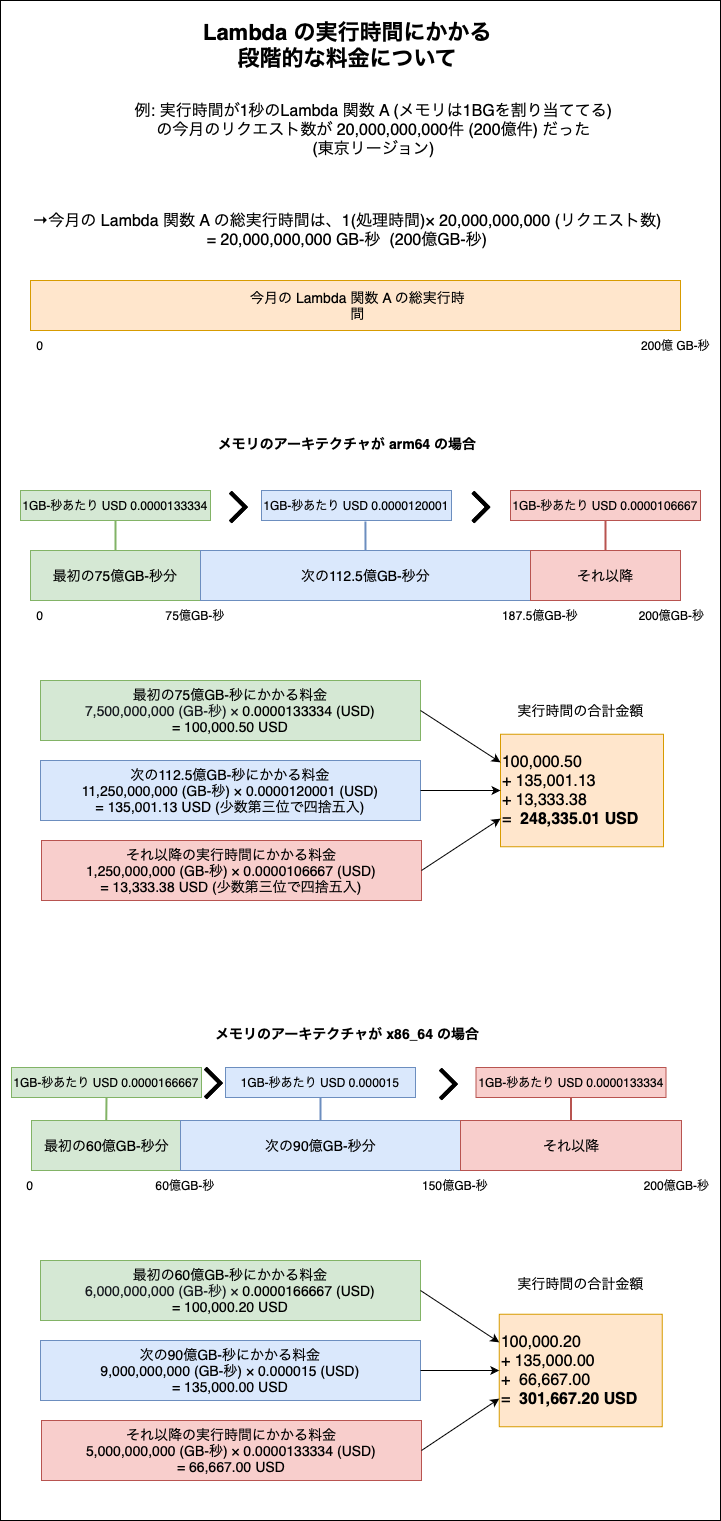 Lambda の実行時間にかかる
段階的な料金について
例: 実行時間が1秒のLambda 関数 A (メモリは1BGを割り当ててる)
の今月のリクエスト数が 20,000,000,000件 (200億件) だった
(東京リージョン)
→今月の Lambda 関数 A の総実行時間は、1(処理時間)× 20,000,000,000 (リクエスト数)
= 20,000,000,000 GB-秒 (200億GB-秒)
今月の Lambda 関数 A の総実行時
間
0
200億 GB-秒
メモリのアーキテクチャが arm64 の場合
1GB-秒あたり USD 0.0000133334
1GB-秒あたり USD 0.0000120001
1GB-秒あたり USD 0.0000106667
最初の75億GB-秒分
次の112.5億GB-秒分
それ以降
0
75億GB-秒
187.5億GB-秒
200億GB-秒
最初の75億GB-秒にかかる料金
7,500,000,000 (GB-秒) × 0.0000133334 (USD)
= 100,000.50 USD
次の112.5億GB-秒にかかる料金
11,250,000,000 (GB-秒) × 0.0000120001 (USD)
= 135,001.13 USD (少数第三位で四捨五入)
それ以降の実行時間にかかる料金
1,250,000,000 (GB-秒) × 0.0000106667 (USD)
= 13,333.38 USD (少数第三位で四捨五入)
実行時間の合計金額
100,000.50
+ 135,001.13
+ 13,333.38
= 248,335.01 USD
メモリのアーキテクチャが x86_64 の場合
1GB-秒あたり USD 0.0000166667
1GB-秒あたり USD 0.000015
1GB-秒あたり USD 0.0000133334
最初の60億GB-秒分
次の90億GB-秒分
それ以降
0
60億GB-秒
150億GB-秒
200億GB-秒
最初の60億GB-秒にかかる料金
6,000,000,000 (GB-秒) × 0.0000166667 (USD)
= 100,000.20 USD
次の90億GB-秒にかかる料金
9,000,000,000 (GB-秒) × 0.000015 (USD)
= 135,000.00 USD
それ以降の実行時間にかかる料金
5,000,000,000 (GB-秒) × 0.0000133334 (USD)
= 66,667.00 USD
実行時間の合計金額
100,000.20
+ 135,000.00
+ 66,667.00
= 301,667.20 USD